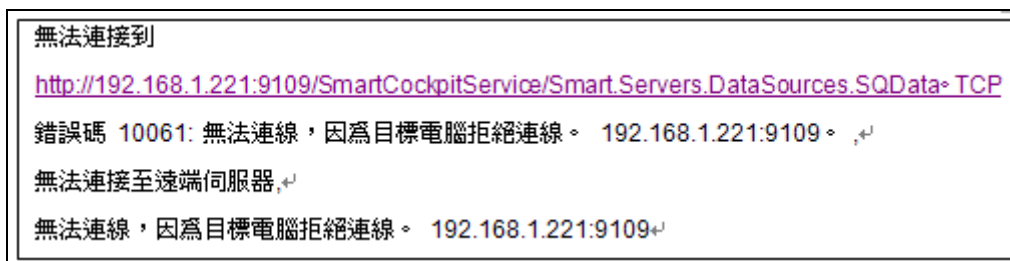 無法連接到
http://192.168.1.221:9109/SmartCockpitService/Smart.Servers.DataSources.SQData。TCP
錯誤碼 10061: 無法連線，因爲目標電腦拒絕連線。 192.168.1.221:9109。 ,↵
無法連接至遠端伺服器,↵
無法連線，因爲目標電腦拒絕連線。 192.168.1.221:9109↵